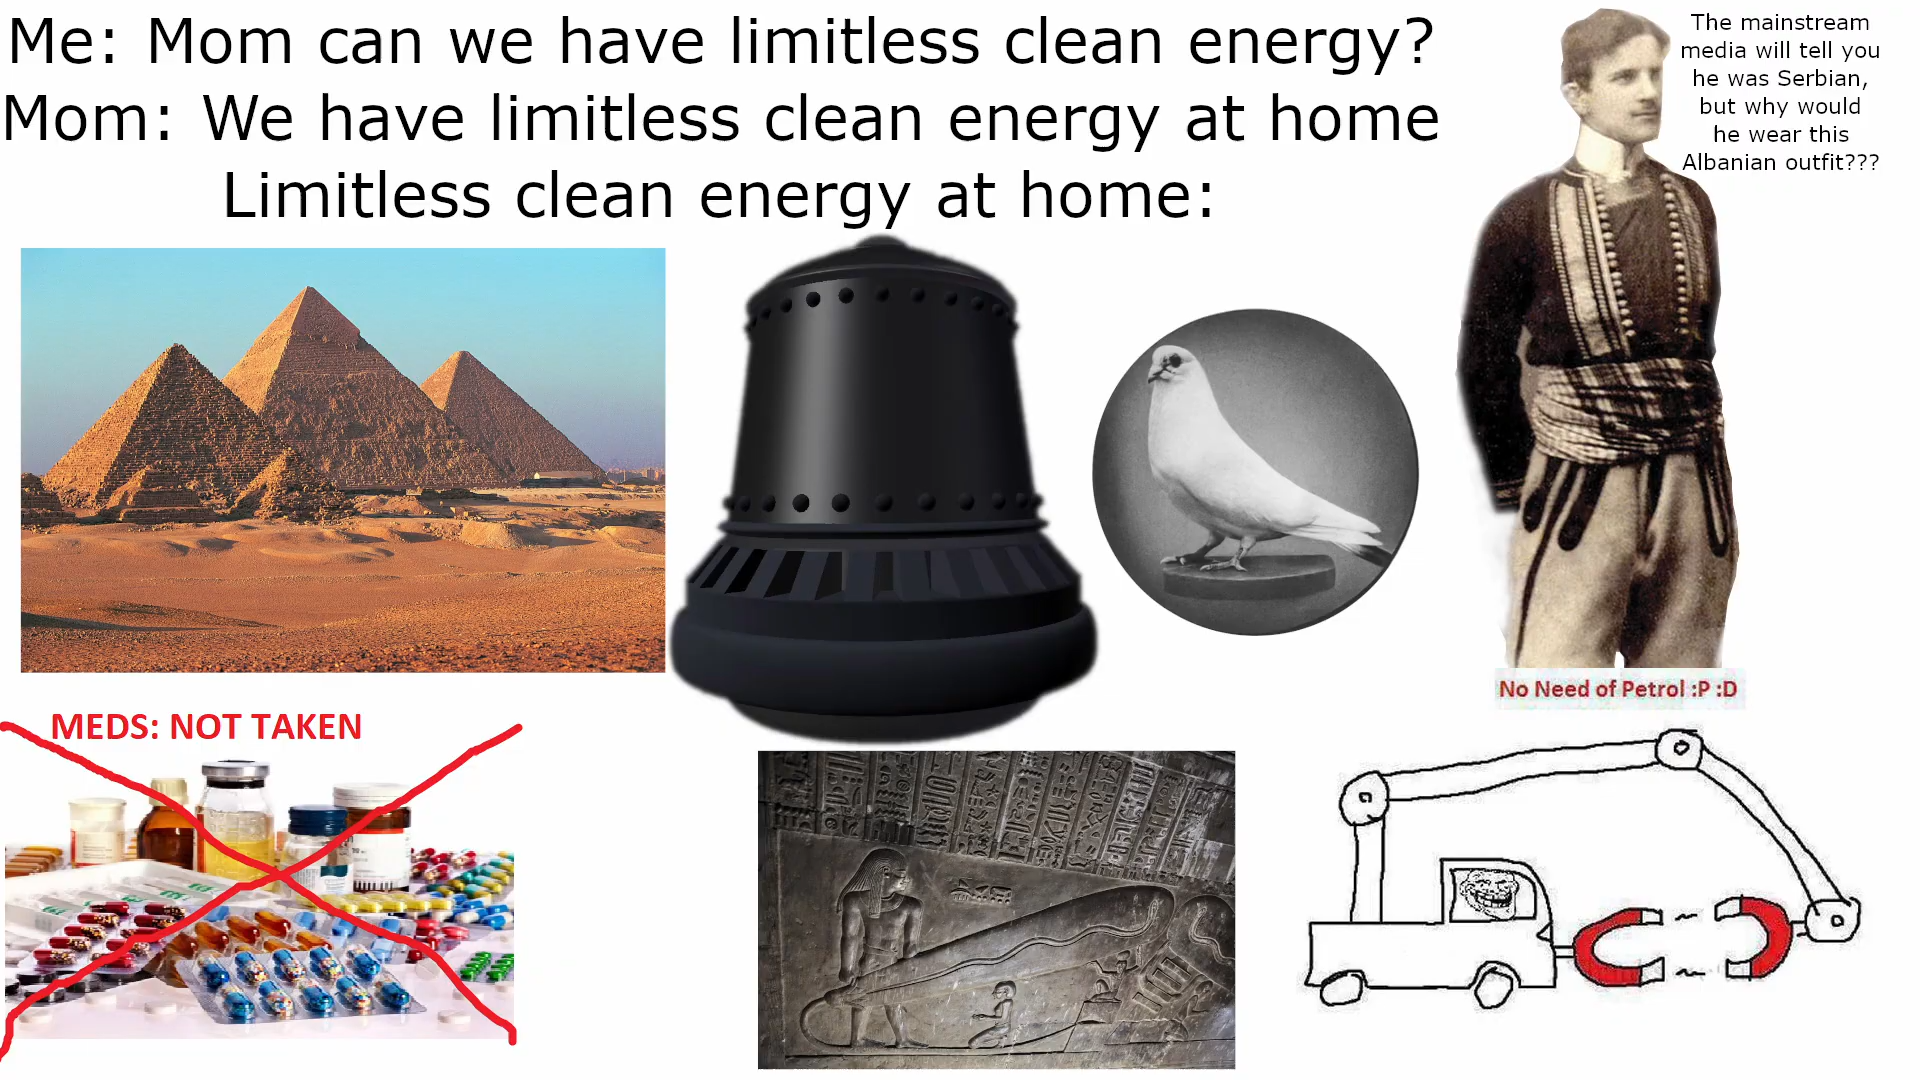 Me: Mom can we have limitless clean energy?
Mom: We have limitless clean energy at home
Limitless clean energy at home:
The mainstream
media will tell you
he was Serbian,
but why would
he wear this
Albanian outfit???
No Need of Petrol :P :D
MEDS: NOT TAKEN